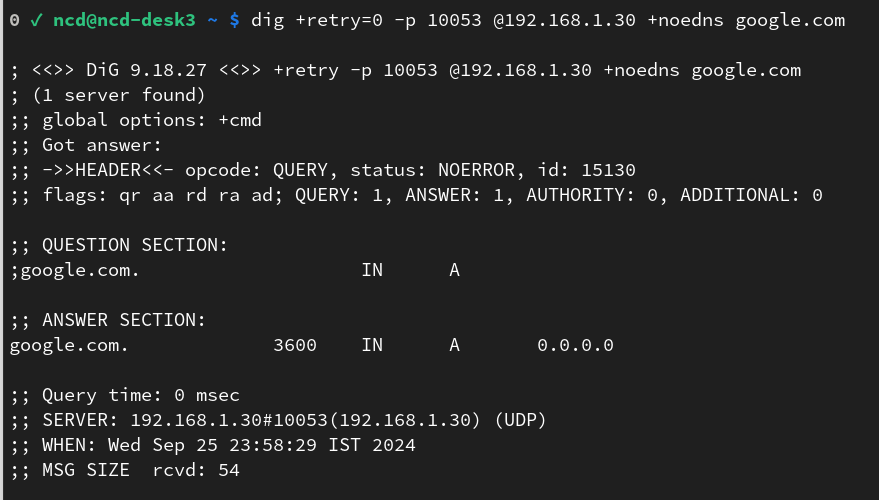 0 ✓ ncd@ncd-desk3 ~ $ dig +retry=0 -p 10053 @192.168.1.30 +noedns google.com
; <<>> DiG 9.18.27 <<>> +retry -p 10053 @192.168.1.30 +noedns google.com
; (1 server found)
;; global options: +cmd
;; Got answer:
;; ->>HEADER<<- opcode: QUERY, status: NOERROR, id: 15130
;; flags: qr aa rd ra ad; QUERY: 1, ANSWER: 1, AUTHORITY: 0, ADDITIONAL: 0
;; QUESTION SECTION:
;google.com. IN A
;; ANSWER SECTION:
google.com. 3600 IN A 0.0.0.0
;; Query time: 0 msec
;; SERVER: 192.168.1.30#10053(192.168.1.30) (UDP)
;; WHEN: Wed Sep 25 23:58:29 IST 2024
;; MSG SIZE  rcvd: 54